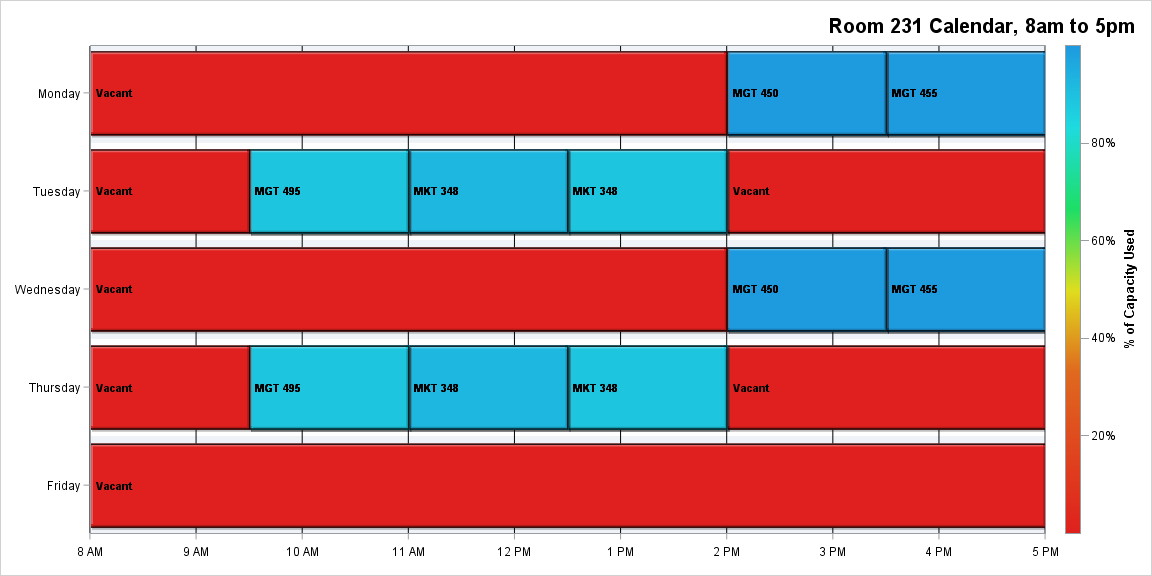 Room 231 Calendar, 8am to 5pm
Monday
Vacant
MGT 450
MGT 455
Tuesday
Vacant
MGT 495
MKT 348
MKT 348
Vacant
Wednesday
Vacant
MGT 450
MGT 455
Thursday
Vacant
MGT 495
MKT 348
MKT 348
Vacant
Friday
Vacant
8 AM
9 AM
10 AM
11 AM
12 PM
1 PM
2 PM
3 PM
4 PM
5 PM
80%
60%
40%
20%
% of Capacity Used